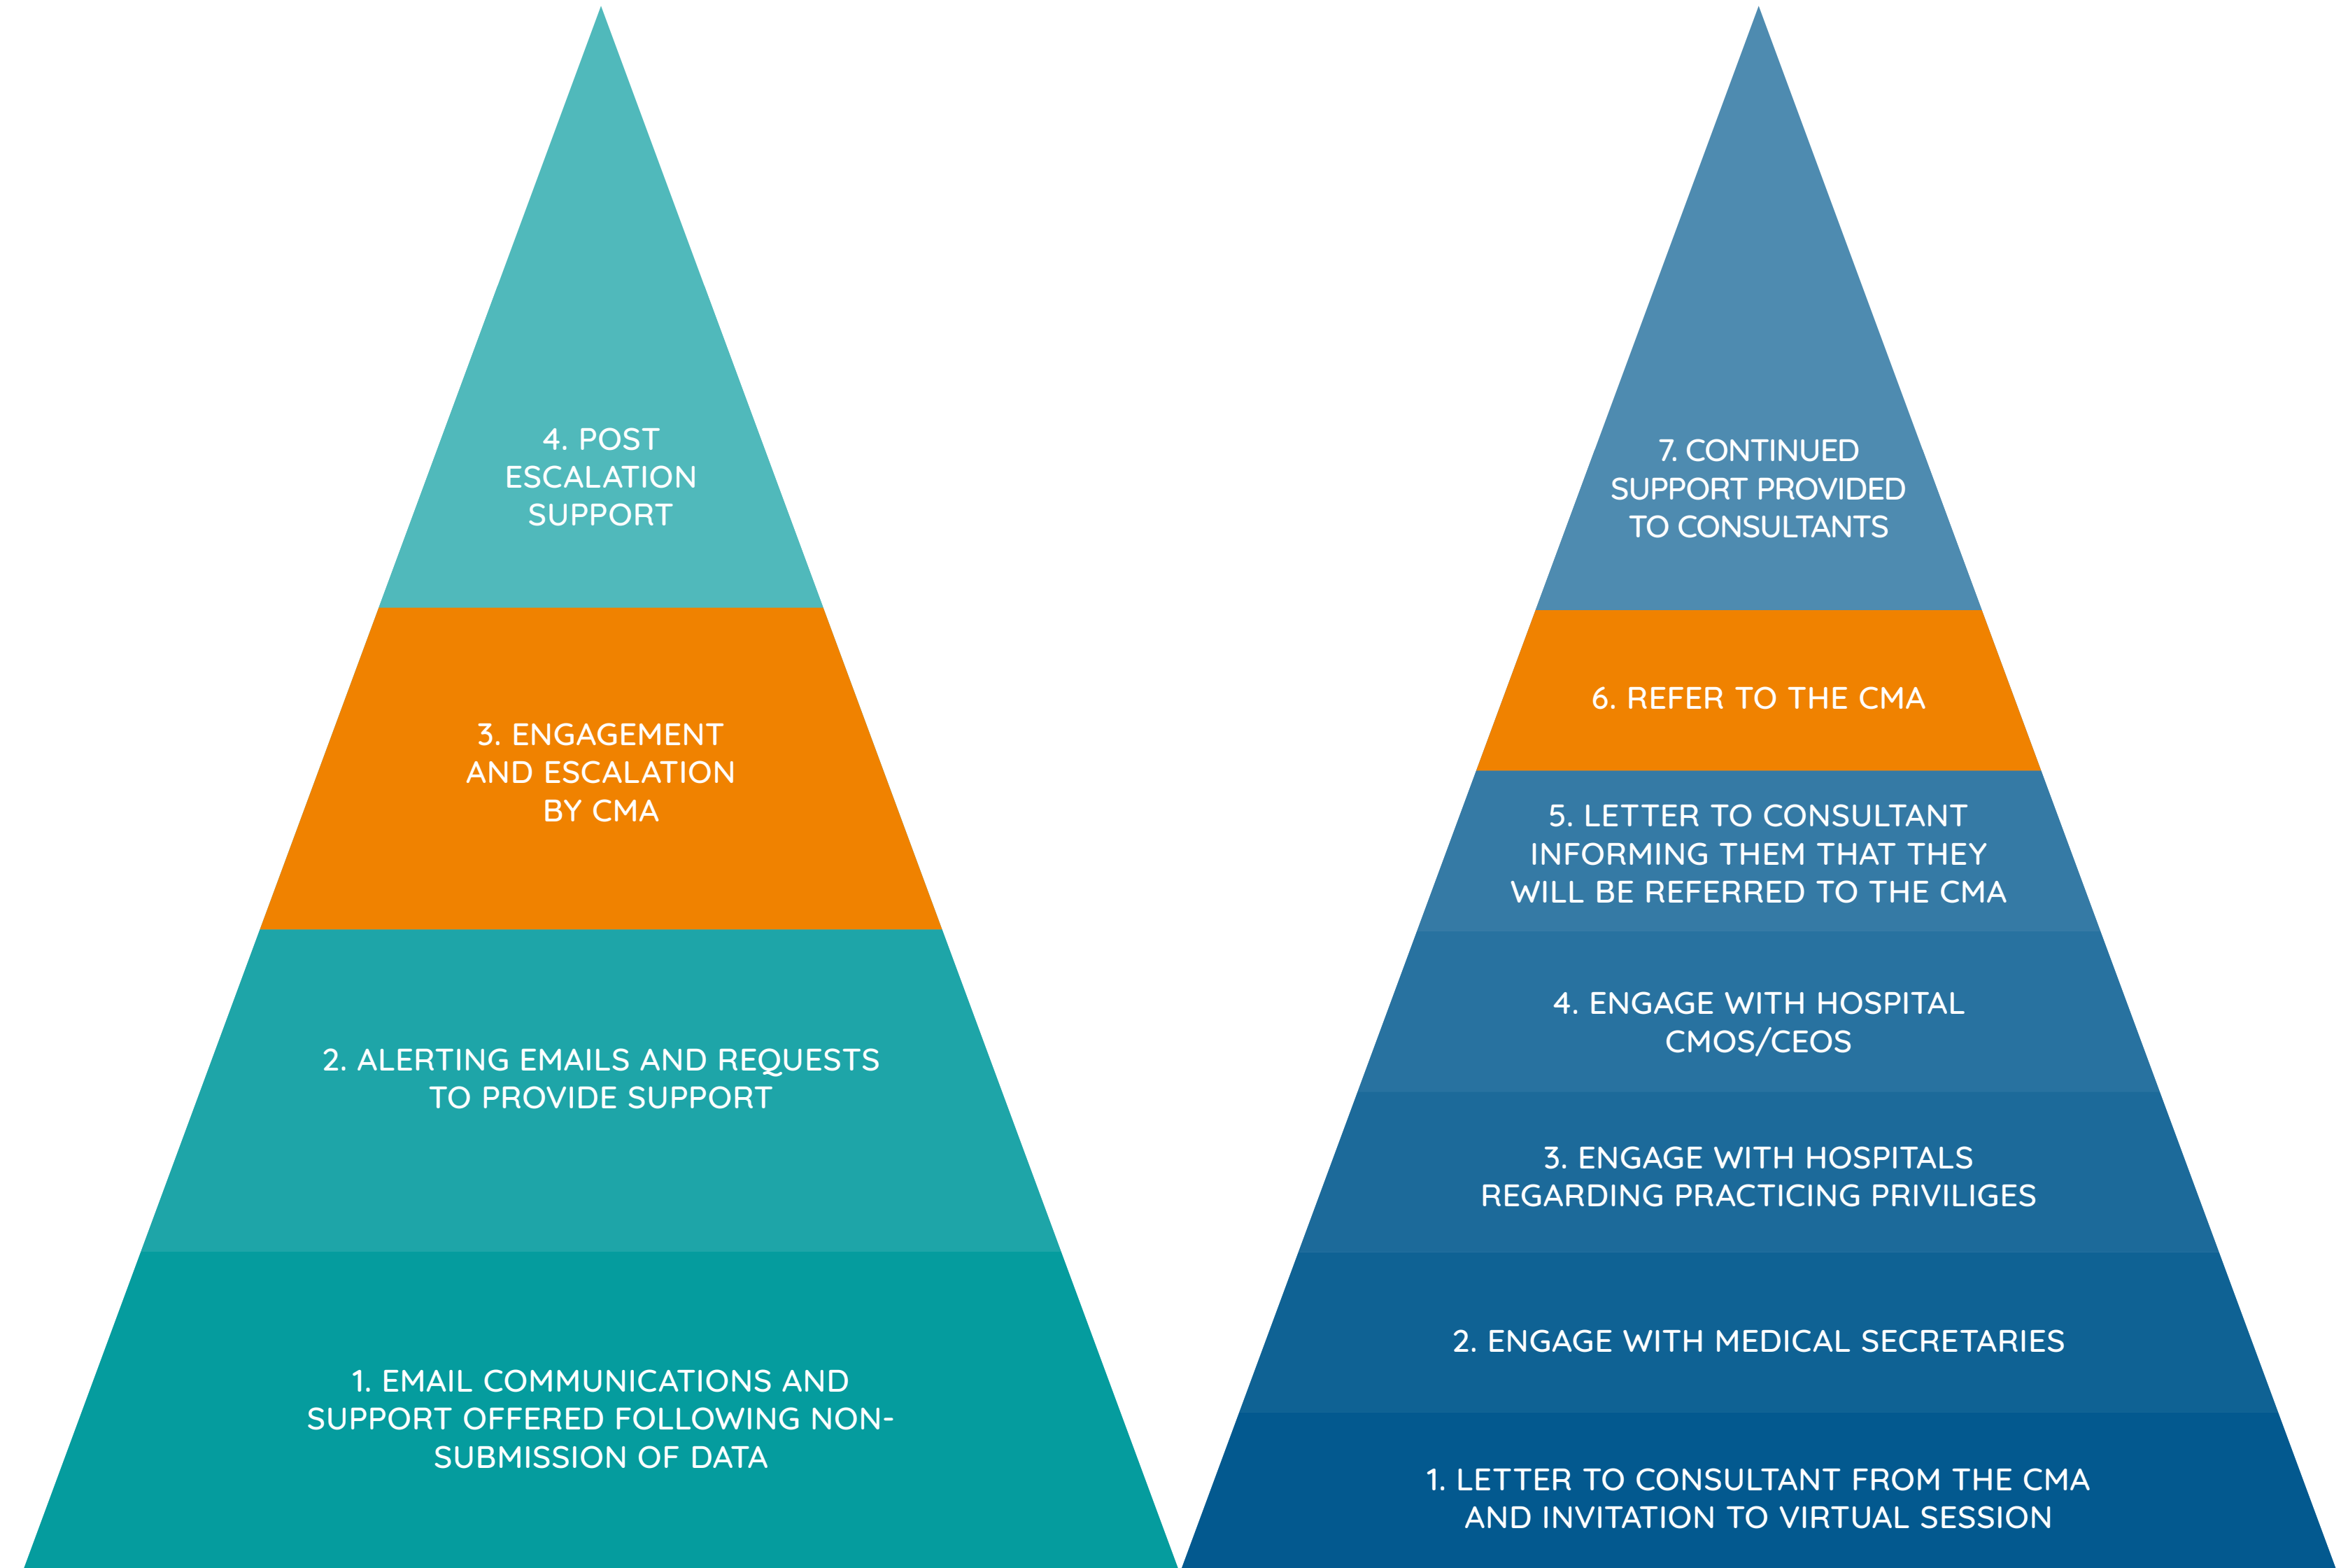 4. POST
ESCALATION
SUPPORT
3. ENGAGEMENT
AND ESCALATION
BY CMA
2. ALERTING EMAILS AND REQUESTS
TO PROVIDE SUPPORT
1. EMAIL COMMUNICATIONS AND
SUPPORT OFFERED FOLLOWING NON-
SUBMISSION OF DATA
7. CONTINUED
SUPPORT PROVIDED
TO CONSULTANTS
6. REFER TO THE CMA
5. LETTER TO CONSULTANT
INFORMING THEM THAT THEY
WILL BE REFERRED TO THE CMA
4. ENGAGE WITH HOSPITAL
CMOS/CEOS
3. ENGAGE WITH HOSPITALS
REGARDING PRACTICING PRIVILIGES
2. ENGAGE WITH MEDICAL SECRETARIES
1. LETTER TO CONSULTANT FROM THE CMA
AND INVITATION TO VIRTUAL SESSION